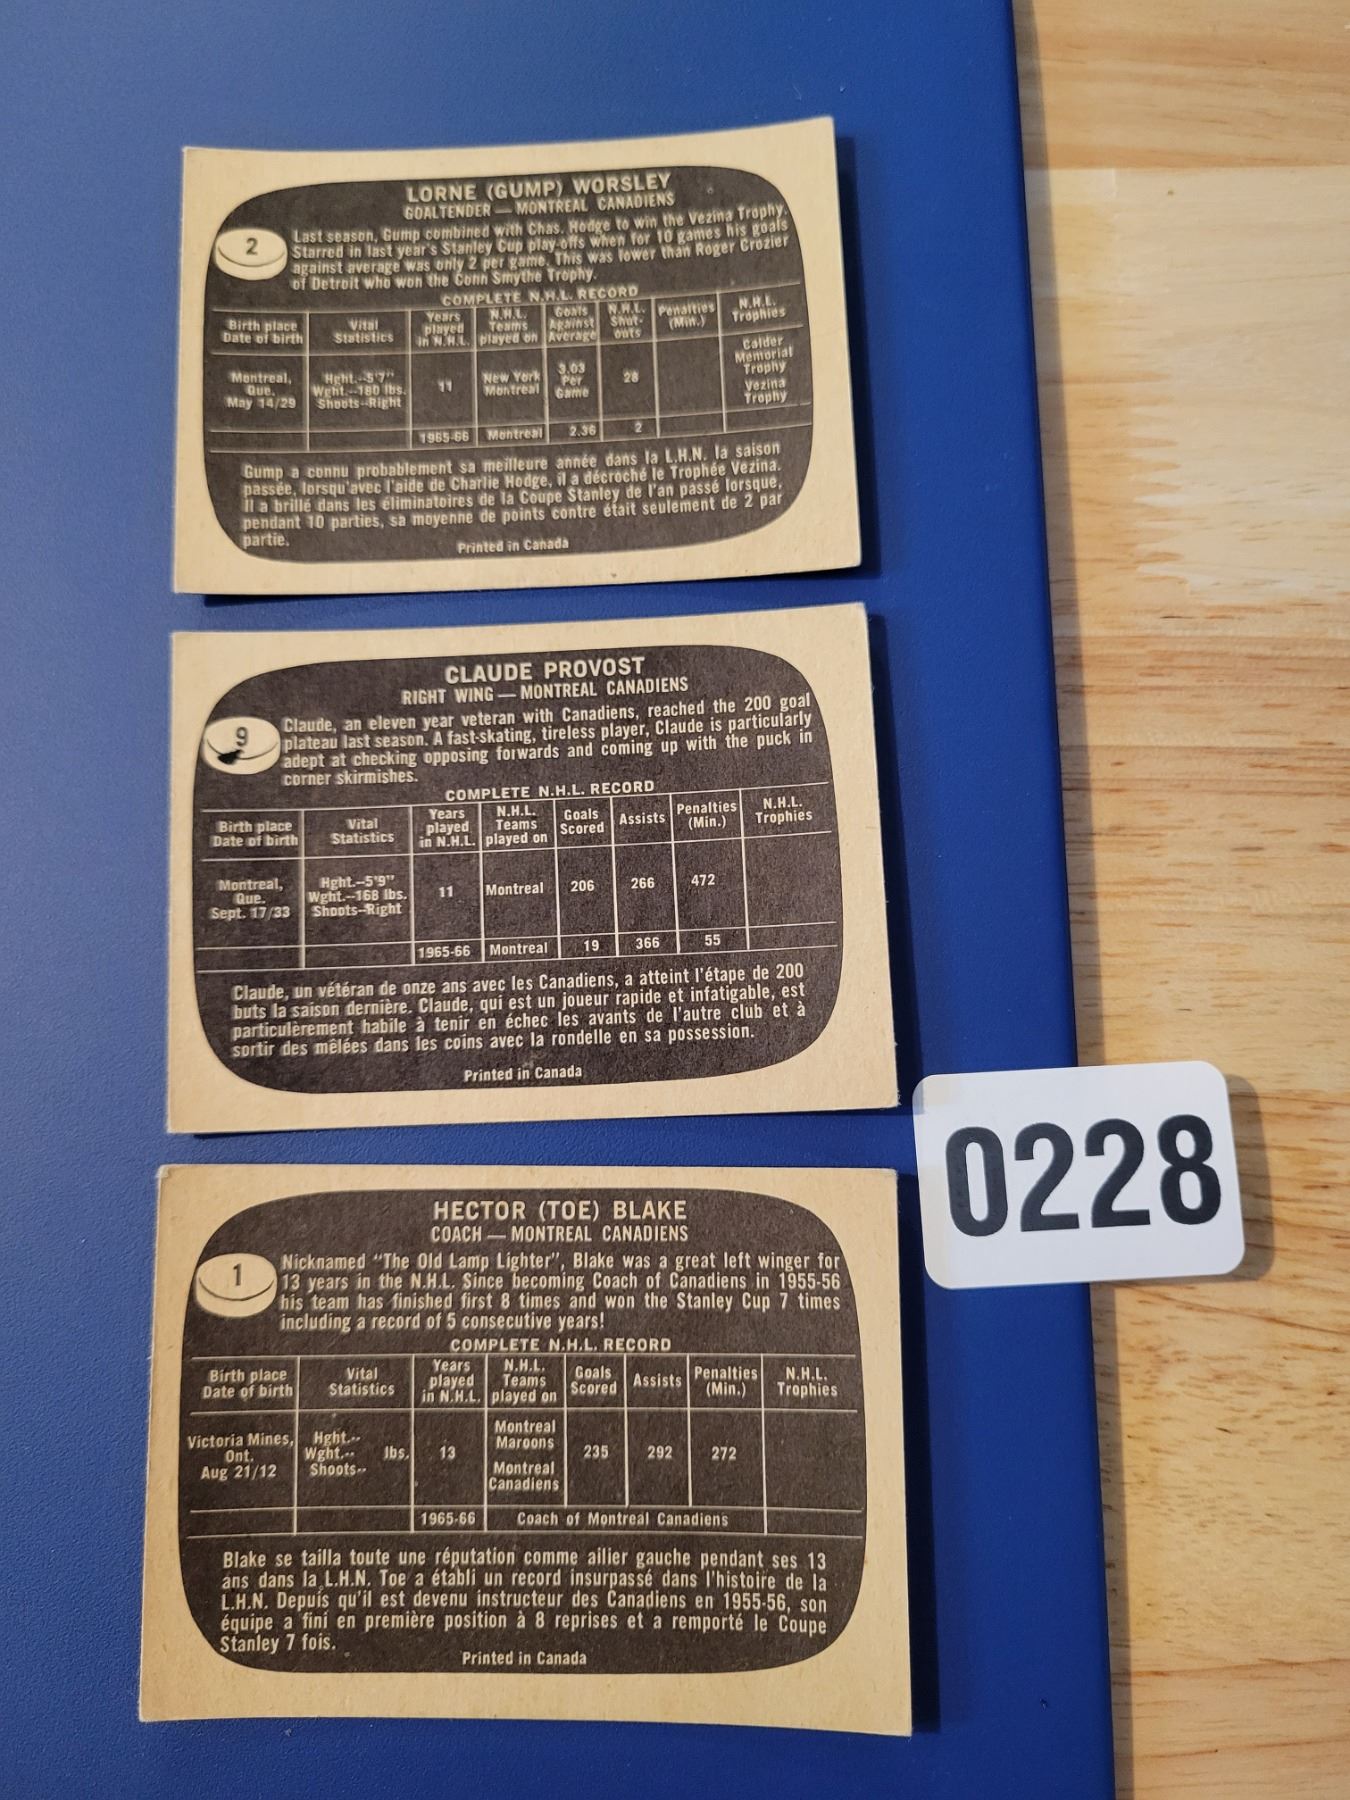 LORNE (GUMP) WORSLEY
GOALTENDER — MONTREAL CANADIENS
2
Last season, Gump combined with Chas. Hodge to win the Vezina Trophy.
Starred in last year's Stanley Cup play-offs when for 10 games his goals
against average was only 2 per game. This was lower than Roger Crozier
of Detroit who won the Conn Smythe Trophy.
COMPLETE N.H.L. RECORD
Birth place Date of birth | Vital Statistics | Years played in N.H.L. | N.H.L. Teams played on | Goals Against Average | N.H.L. Shut-outs | Penalties (Min.) | N.H.L. Trophies
Montreal, Que. May 14/29 | Hght.--5'7" Wght.--180 lbs. Shoots--Right | 11 | New York Montreal | 3.03 Per Game | 28 | Calder Memorial Trophy Vezina Trophy
1965-66 | Montreal | 2.36 | 2
Gump a connu probablement sa meilleure année dans la L.H.N. la saison
passée, lorsqu'avec l'aide de Charlie Hodge, il a décroché le Trophée Vezina.
Il a brillé dans les éliminatoires de la Coupe Stanley de l'an passé lorsque,
pendant 10 parties, sa moyenne de points contre était seulement de 2 par
partie.
Printed in Canada
CLAUDE PROVOST
RIGHT WING — MONTREAL CANADIENS
9
Claude, an eleven year veteran with Canadiens, reached the 200 goal
plateau last season. A fast-skating, tireless player, Claude is particularly
adept at checking opposing forwards and coming up with the puck in
corner skirmishes.
COMPLETE N.H.L. RECORD
Birth place Date of birth | Vital Statistics | Years played in N.H.L. | N.H.L. Teams played on | Goals Scored | Assists | Penalties (Min.) | N.H.L. Trophies
Montreal, Que. Sept. 17/33 | Hght.--5'9" Wght.--168 lbs. Shoots--Right | 11 | Montreal | 206 | 266 | 472
1965-66 | Montreal | 19 | 366 | 55
Claude, un vétéran de onze ans avec les Canadiens, a atteint l'étape de 200
buts la saison dernière. Claude, qui est un joueur rapide et infatigable, est
particulèrement habile à tenir en échec les avants de l'autre club et à
sortir des mêlées dans les coins avec la rondelle en sa possession.
Printed in Canada
0228
HECTOR (TOE) BLAKE
COACH — MONTREAL CANADIENS
1
Nicknamed "The Old Lamp Lighter", Blake was a great left winger for
13 years in the N.H.L. Since becoming Coach of Canadiens in 1955-56
his team has finished first 8 times and won the Stanley Cup 7 times
including a record of 5 consecutive years!
COMPLETE N.H.L. RECORD
Birth place Date of birth | Vital Statistics | Years played in N.H.L. | N.H.L. Teams played on | Goals Scored | Assists | Penalties (Min.) | N.H.L. Trophies
Victoria Mines, Ont. Aug 21/12 | Hght.-- Wght.-- lbs. Shoots-- | 13 | Montreal Maroons Montreal Canadiens | 235 | 292 | 272
1965-66 | Coach of Montreal Canadiens
Blake se tailla toute une réputation comme ailier gauche pendant ses 13
ans dans la L.H.N. Toe a établi un record insurpassé dans l'histoire de la
L.H.N. Depuis qu'il est devenu instructeur des Canadiens en 1955-56, son
équipe a fini en première position à 8 reprises et a remporté le Coupe
Stanley 7 fois.
Printed in Canada